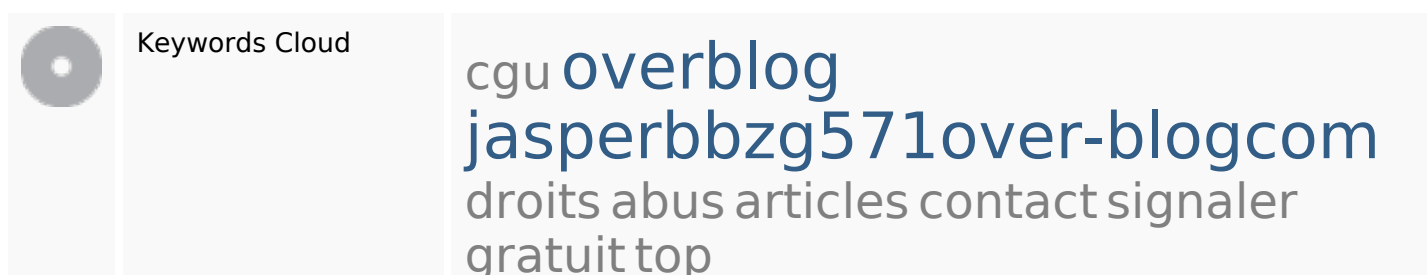 Keywords Cloud
cgu overblog
jasperbbzg571over-blogcom
droits abus articles contact signaler
gratuit top